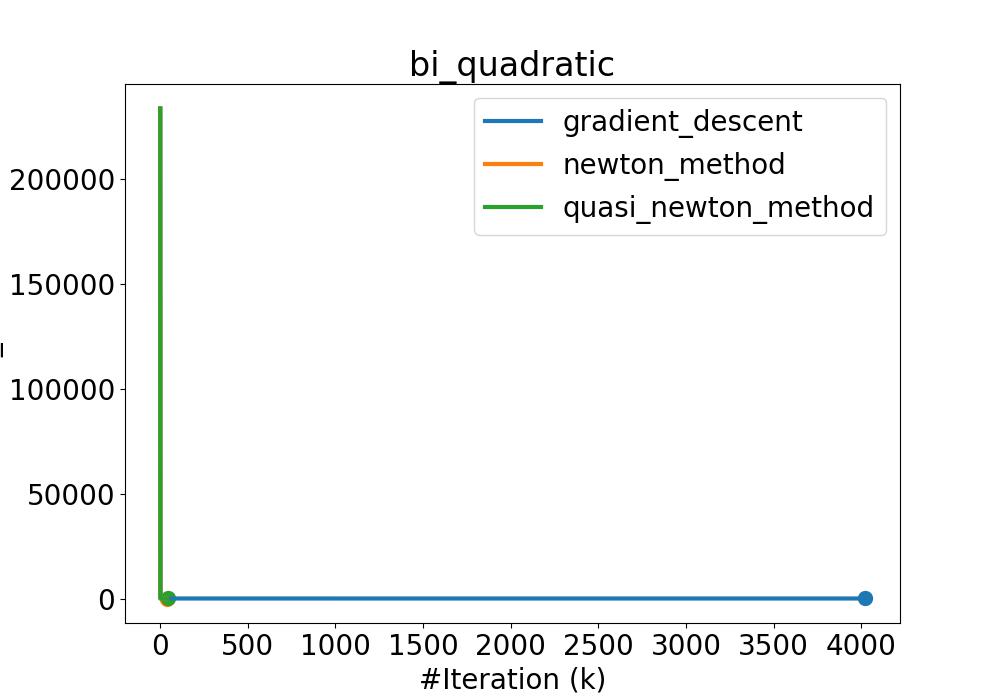 bi_quadratic
gradient_descent
newton_method
quasi_newton_method
200000
150000
100000
50000
0
0 500 1000 1500 2000 2500 3000 3500 4000
#Iteration (k)